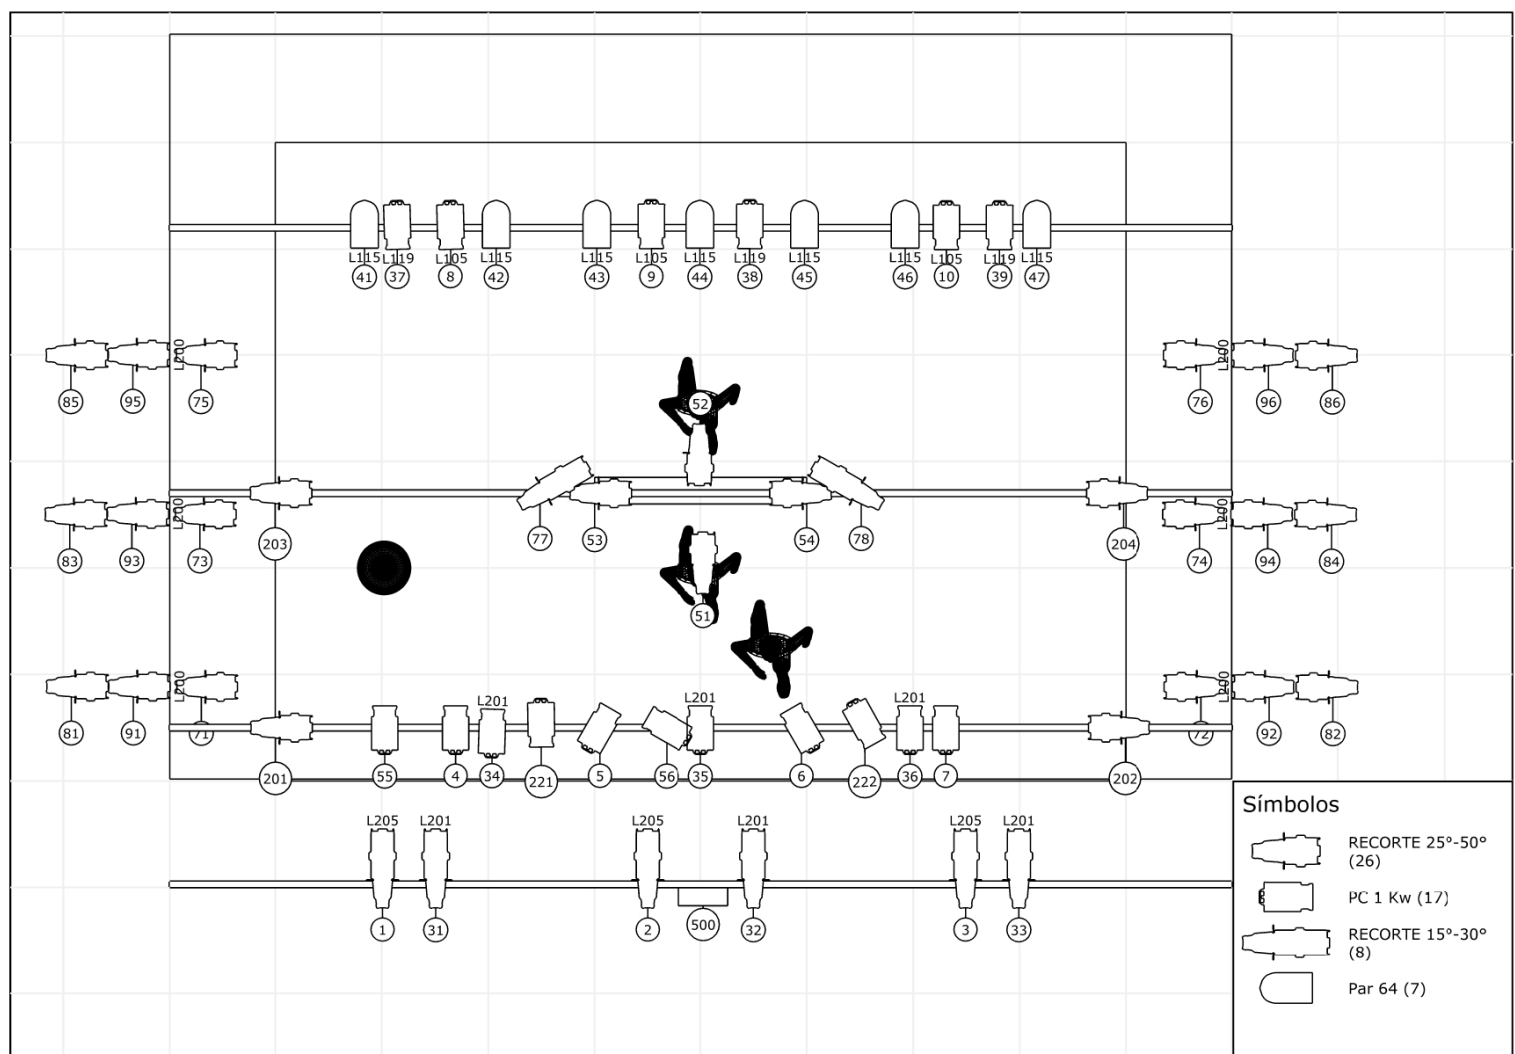 L115 L119 L105 L115 L115 L105 L115 L119 L115 L115 L105 L119 L115
41 37 8 42 43 9 44 38 45 46 10 39 47
L200 L200
85 95 75 52 76 96 86
L200 L200
203 77 53 54 78 204
83 93 73 74 94 84
51
L200 L200
L201 L201 L201
81 91 71 72 92 82
201 55 4 34 221 5 56 35 6 222 36 7 202
L205 L201 L205 L201 L205 L201
1 31 2 500 32 3 33
Símbolos
RECORTE 25º-50°
(26)
PC 1 Kw (17)
RECORTE 15º-30°
(8)
Par 64 (7)